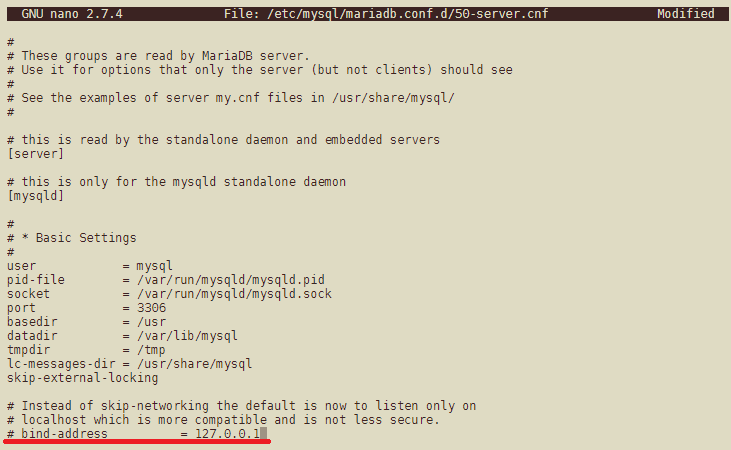 GNU nano 2.7.4 File: /etc/mysql/mariadb.conf.d/50-server.cnf Modified
#
# These groups are read by MariaDB server.
# Use it for options that only the server (but not clients) should see
#
# See the examples of server my.cnf files in /usr/share/mysql/
#
# this is read by the standalone daemon and embedded servers
[server]
# this is only for the mysqld standalone daemon
[mysqld]
#
# * Basic Settings
#
user = mysql
pid-file = /var/run/mysqld/mysqld.pid
socket = /var/run/mysqld/mysqld.sock
port = 3306
basedir = /usr
datadir = /var/lib/mysql
tmpdir = /tmp
lc-messages-dir = /usr/share/mysql
skip-external-locking
# Instead of skip-networking the default is now to listen only on
# localhost which is more compatible and is not less secure.
# bind-address = 127.0.0.1